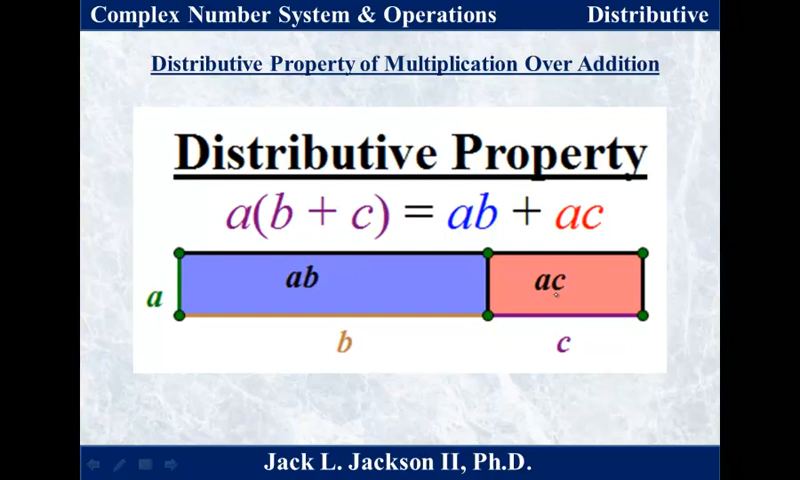 Complex Number System & Operations Distributive
Distributive Property of Multiplication Over Addition
Distributive Property
a(b + c) = ab + ac
ab ac
a
b c
Jack L. Jackson II, Ph.D.